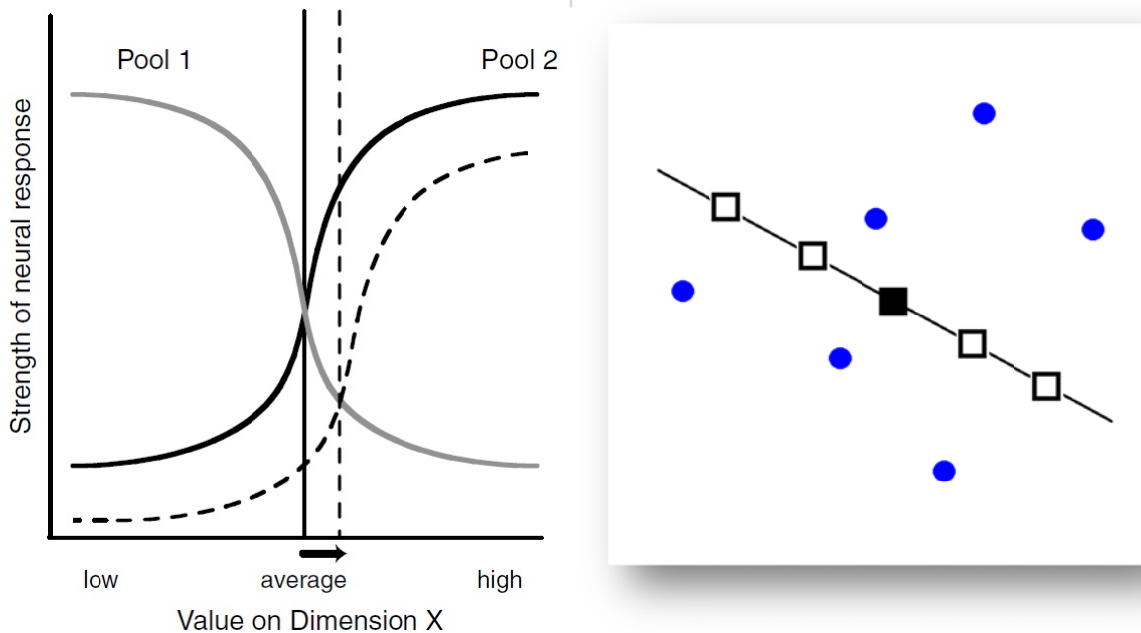 Pool 1
Pool 2
Strength of neural response
low
average
high
Value on Dimension X